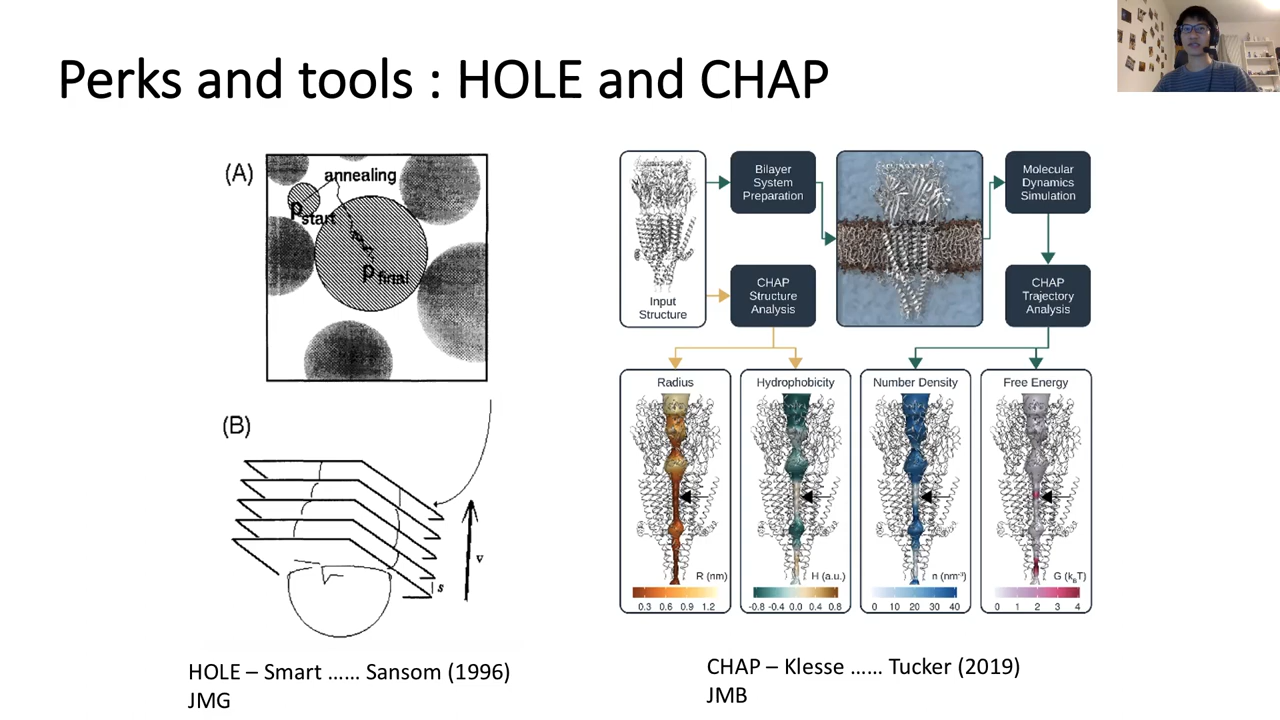 Perks and tools : HOLE and CHAP
(A)
annealing
Pstart
Pfinal
(B)
v
s
HOLE – Smart …… Sansom (1996)
JMG
Input
Structure
Bilayer
System
Preparation
Molecular
Dynamics
Simulation
CHAP
Structure
Analysis
CHAP
Trajectory
Analysis
Radius
R (nm)
0.3 0.6 0.9 1.2
Hydrophobicity
H (a.u.)
-0.8 -0.4 0.0 0.4 0.8
Number Density
n (nm⁻³)
0 10 20 30 40
Free Energy
G (kBT)
0 1 2 3 4
CHAP – Klesse …… Tucker (2019)
JMB